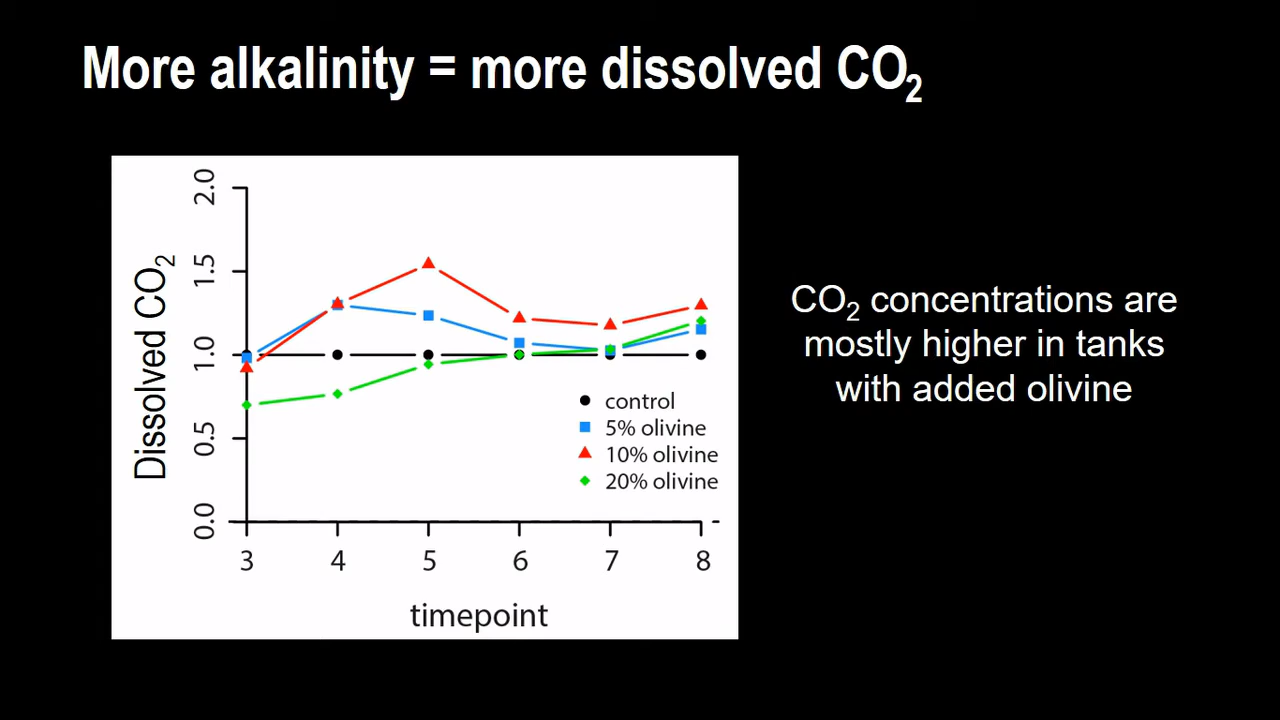 More alkalinity = more dissolved CO₂
2.0
1.5
1.0
0.5
0.0
Dissolved CO₂
3 4 5 6 7 8
timepoint
control
5% olivine
10% olivine
20% olivine
CO₂ concentrations are
mostly higher in tanks
with added olivine